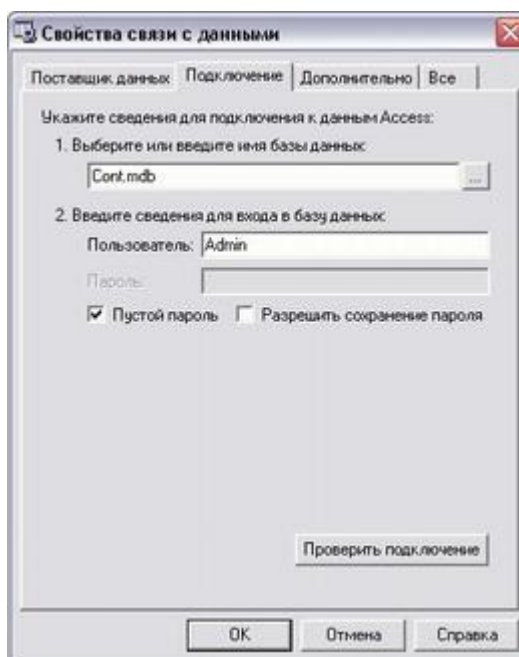 Свойства связи с данными
Поставщик данных Подключение Дополнительно Все
Укажите сведения для подключения к данным Access:
1. Выберите или введите имя базы данных:
Cont.mdb ...
2. Введите сведения для входа в базу данных:
Пользователь: Admin
Пароль:
Пустой пароль Разрешить сохранение пароля
Проверить подключение
OK Отмена Справка